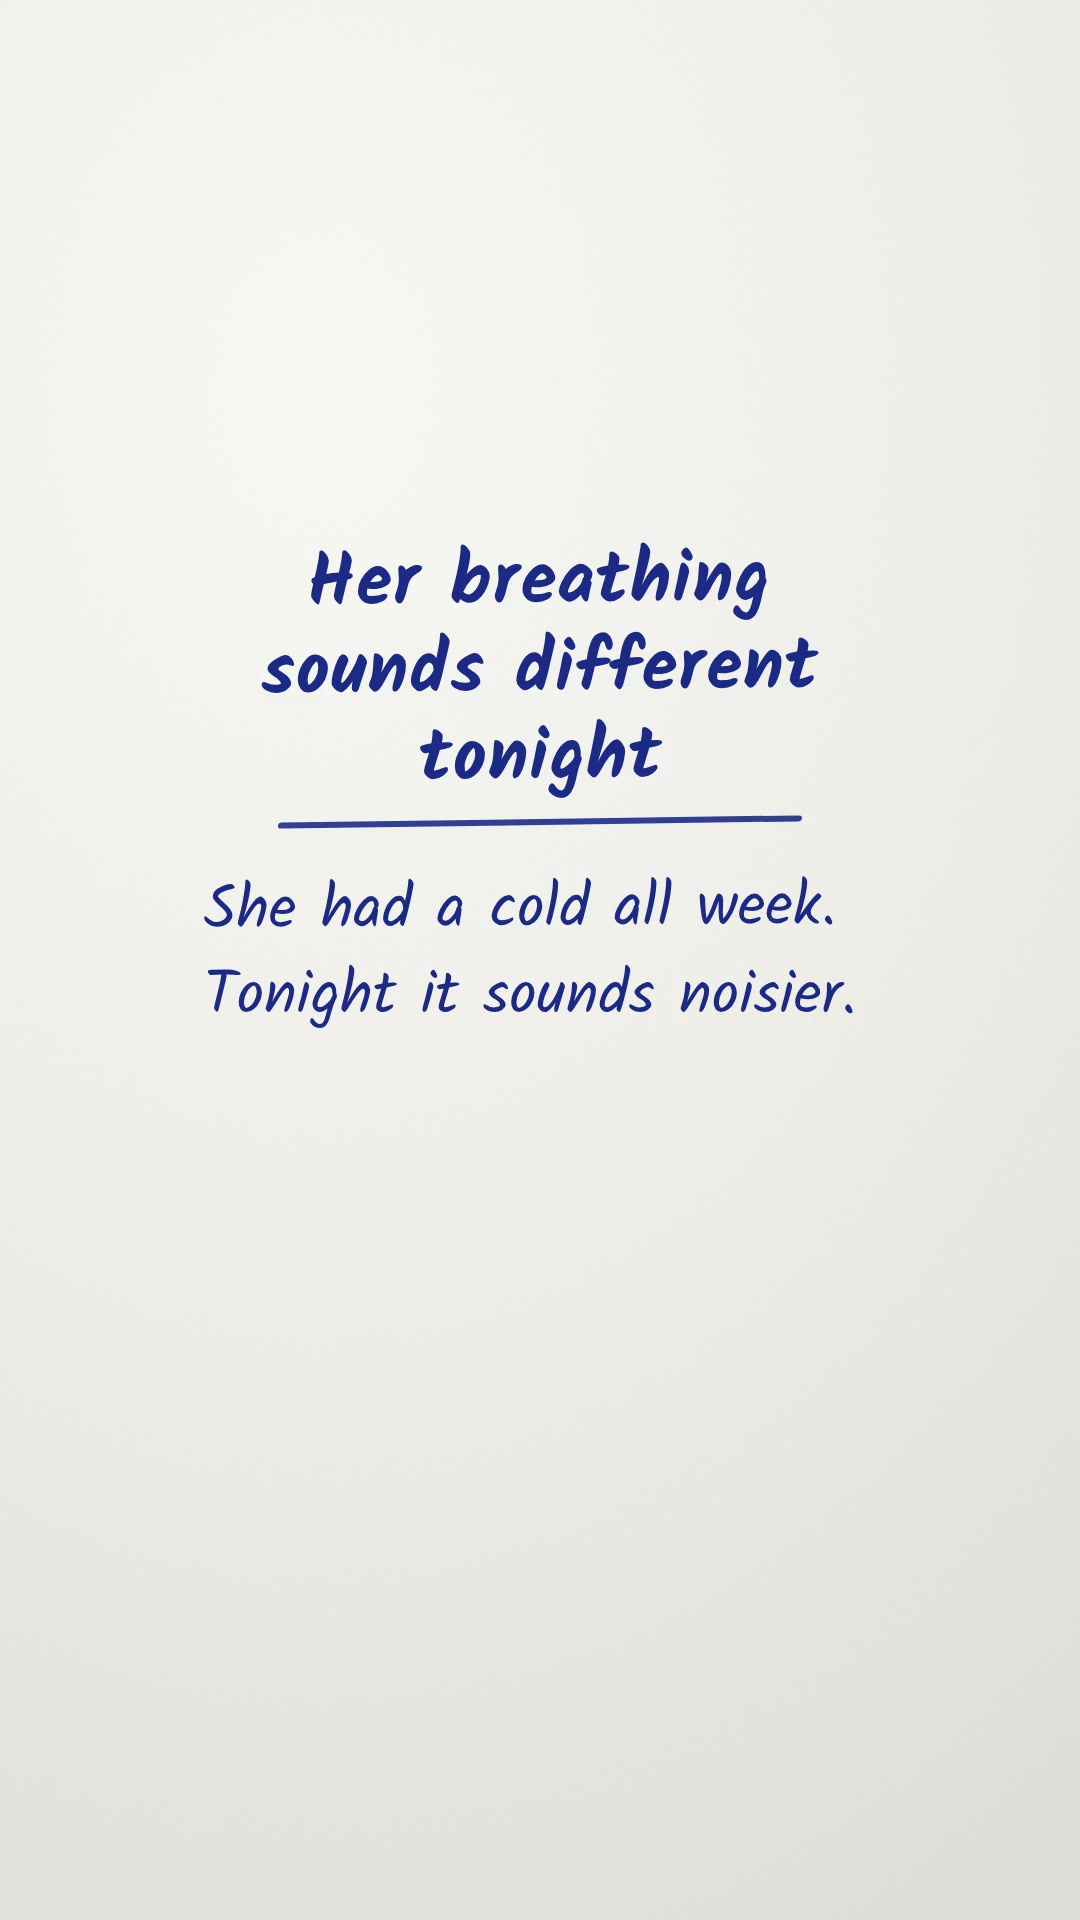 Her breathing
sounds different
tonight
She had a cold all week.
Tonight it sounds noisier.